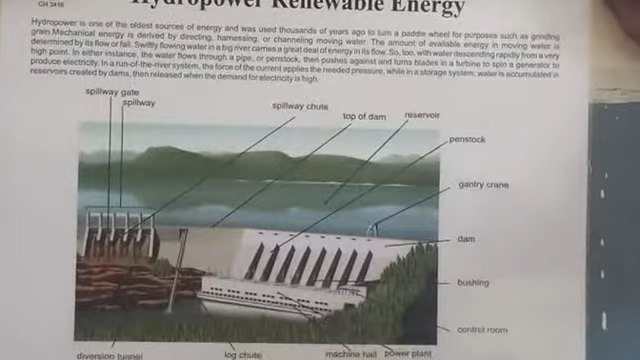 CH 3416
Hydropower Renewable Energy
Hydropower is one of the oldest sources of energy and was used thousands of years ago to turn a paddle wheel for purposes such as grinding
grain.Mechanical energy is derived by directing, harnessing, or channeling moving water. The amount of available energy in moving water is
determined by its flow or fall. Swiftly flowing water in a big river carries a great deal of energy in its flow. So, too, with water descending rapidly from a very
high point. In either instance, the water flows through a pipe, or penstock, then pushes against and turns blades in a turbine to spin a generator to
produce electricity. In a run-of-the-river system, the force of the current applies the needed pressure, while in a storage system, water is accumulated in
reservoirs created by dams, then released when the demand for electricity is high.
spillway gate
spillway
spillway chute
top of dam
reservoir
penstock
gantry crane
dam
bushing
control room
diversion tunnel
log chute
machine hall
power plant